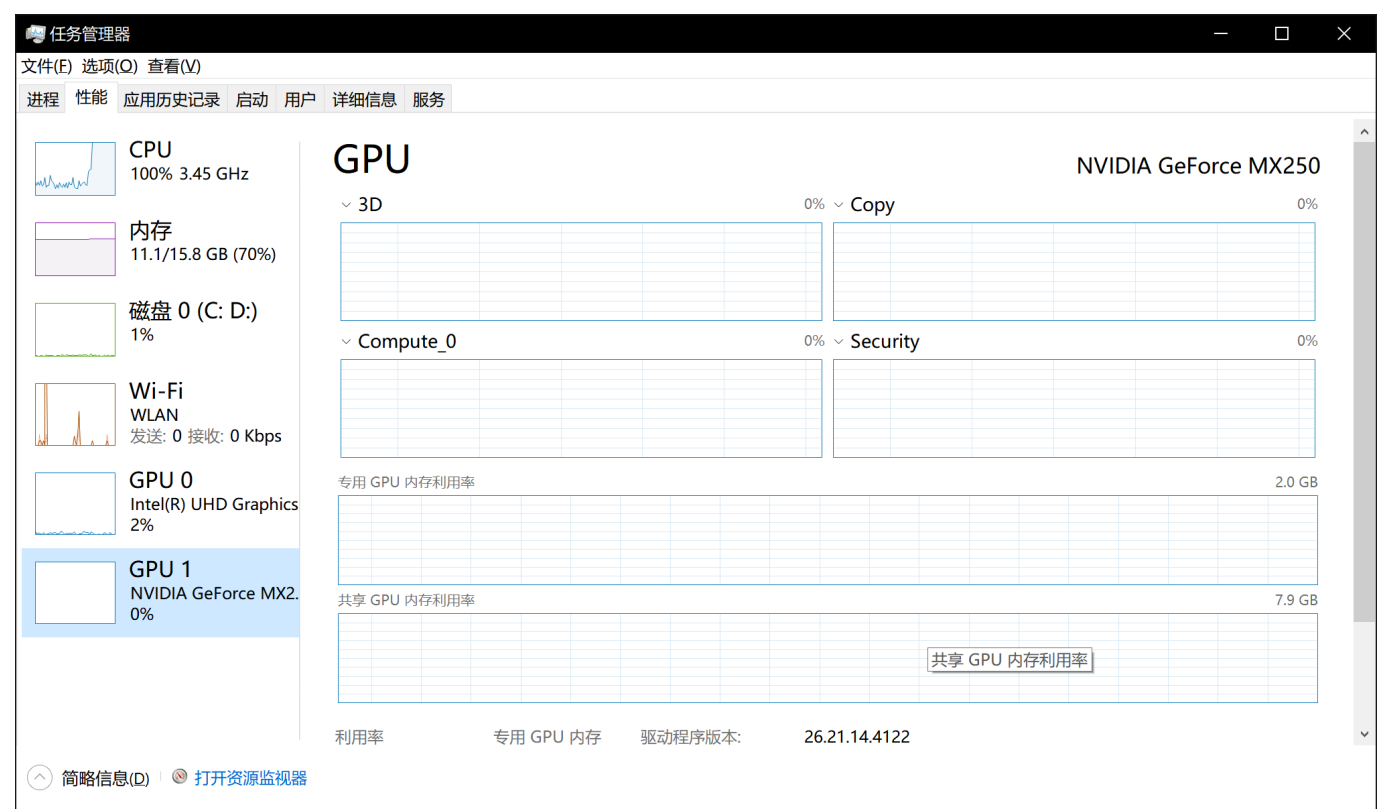 任务管理器
文件(F) 选项(O) 查看(V)
进程 性能 应用历史记录 启动 用户 详细信息 服务
CPU
100% 3.45 GHz
内存
11.1/15.8 GB (70%)
磁盘 0 (C: D:)
1%
Wi-Fi
WLAN
发送: 0 接收: 0 Kbps
GPU 0
Intel(R) UHD Graphics
2%
GPU 1
NVIDIA GeForce MX2.
0%
GPU
NVIDIA GeForce MX250
3D 0%
Copy 0%
Compute_0 0%
Security 0%
专用 GPU 内存利用率 2.0 GB
共享 GPU 内存利用率 7.9 GB
共享 GPU 内存利用率
利用率 专用 GPU 内存 驱动程序版本: 26.21.14.4122
简略信息(D) 打开资源监视器